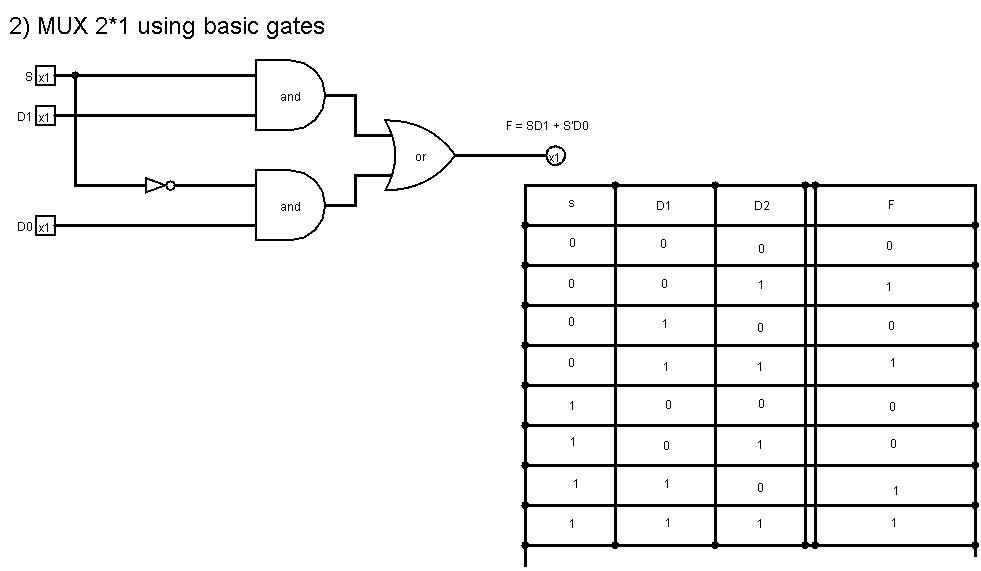 2) MUX 2*1 using basic gates
S x1
and
D1 x1
F = SD1 + S'D0
or
x1
and
D0 x1
s D1 D2 F
0 0 0 0
0 0 1 1
0 1 0 0
0 1 1 1
1 0 0 0
1 0 1 0
1 1 0 1
1 1 1 1